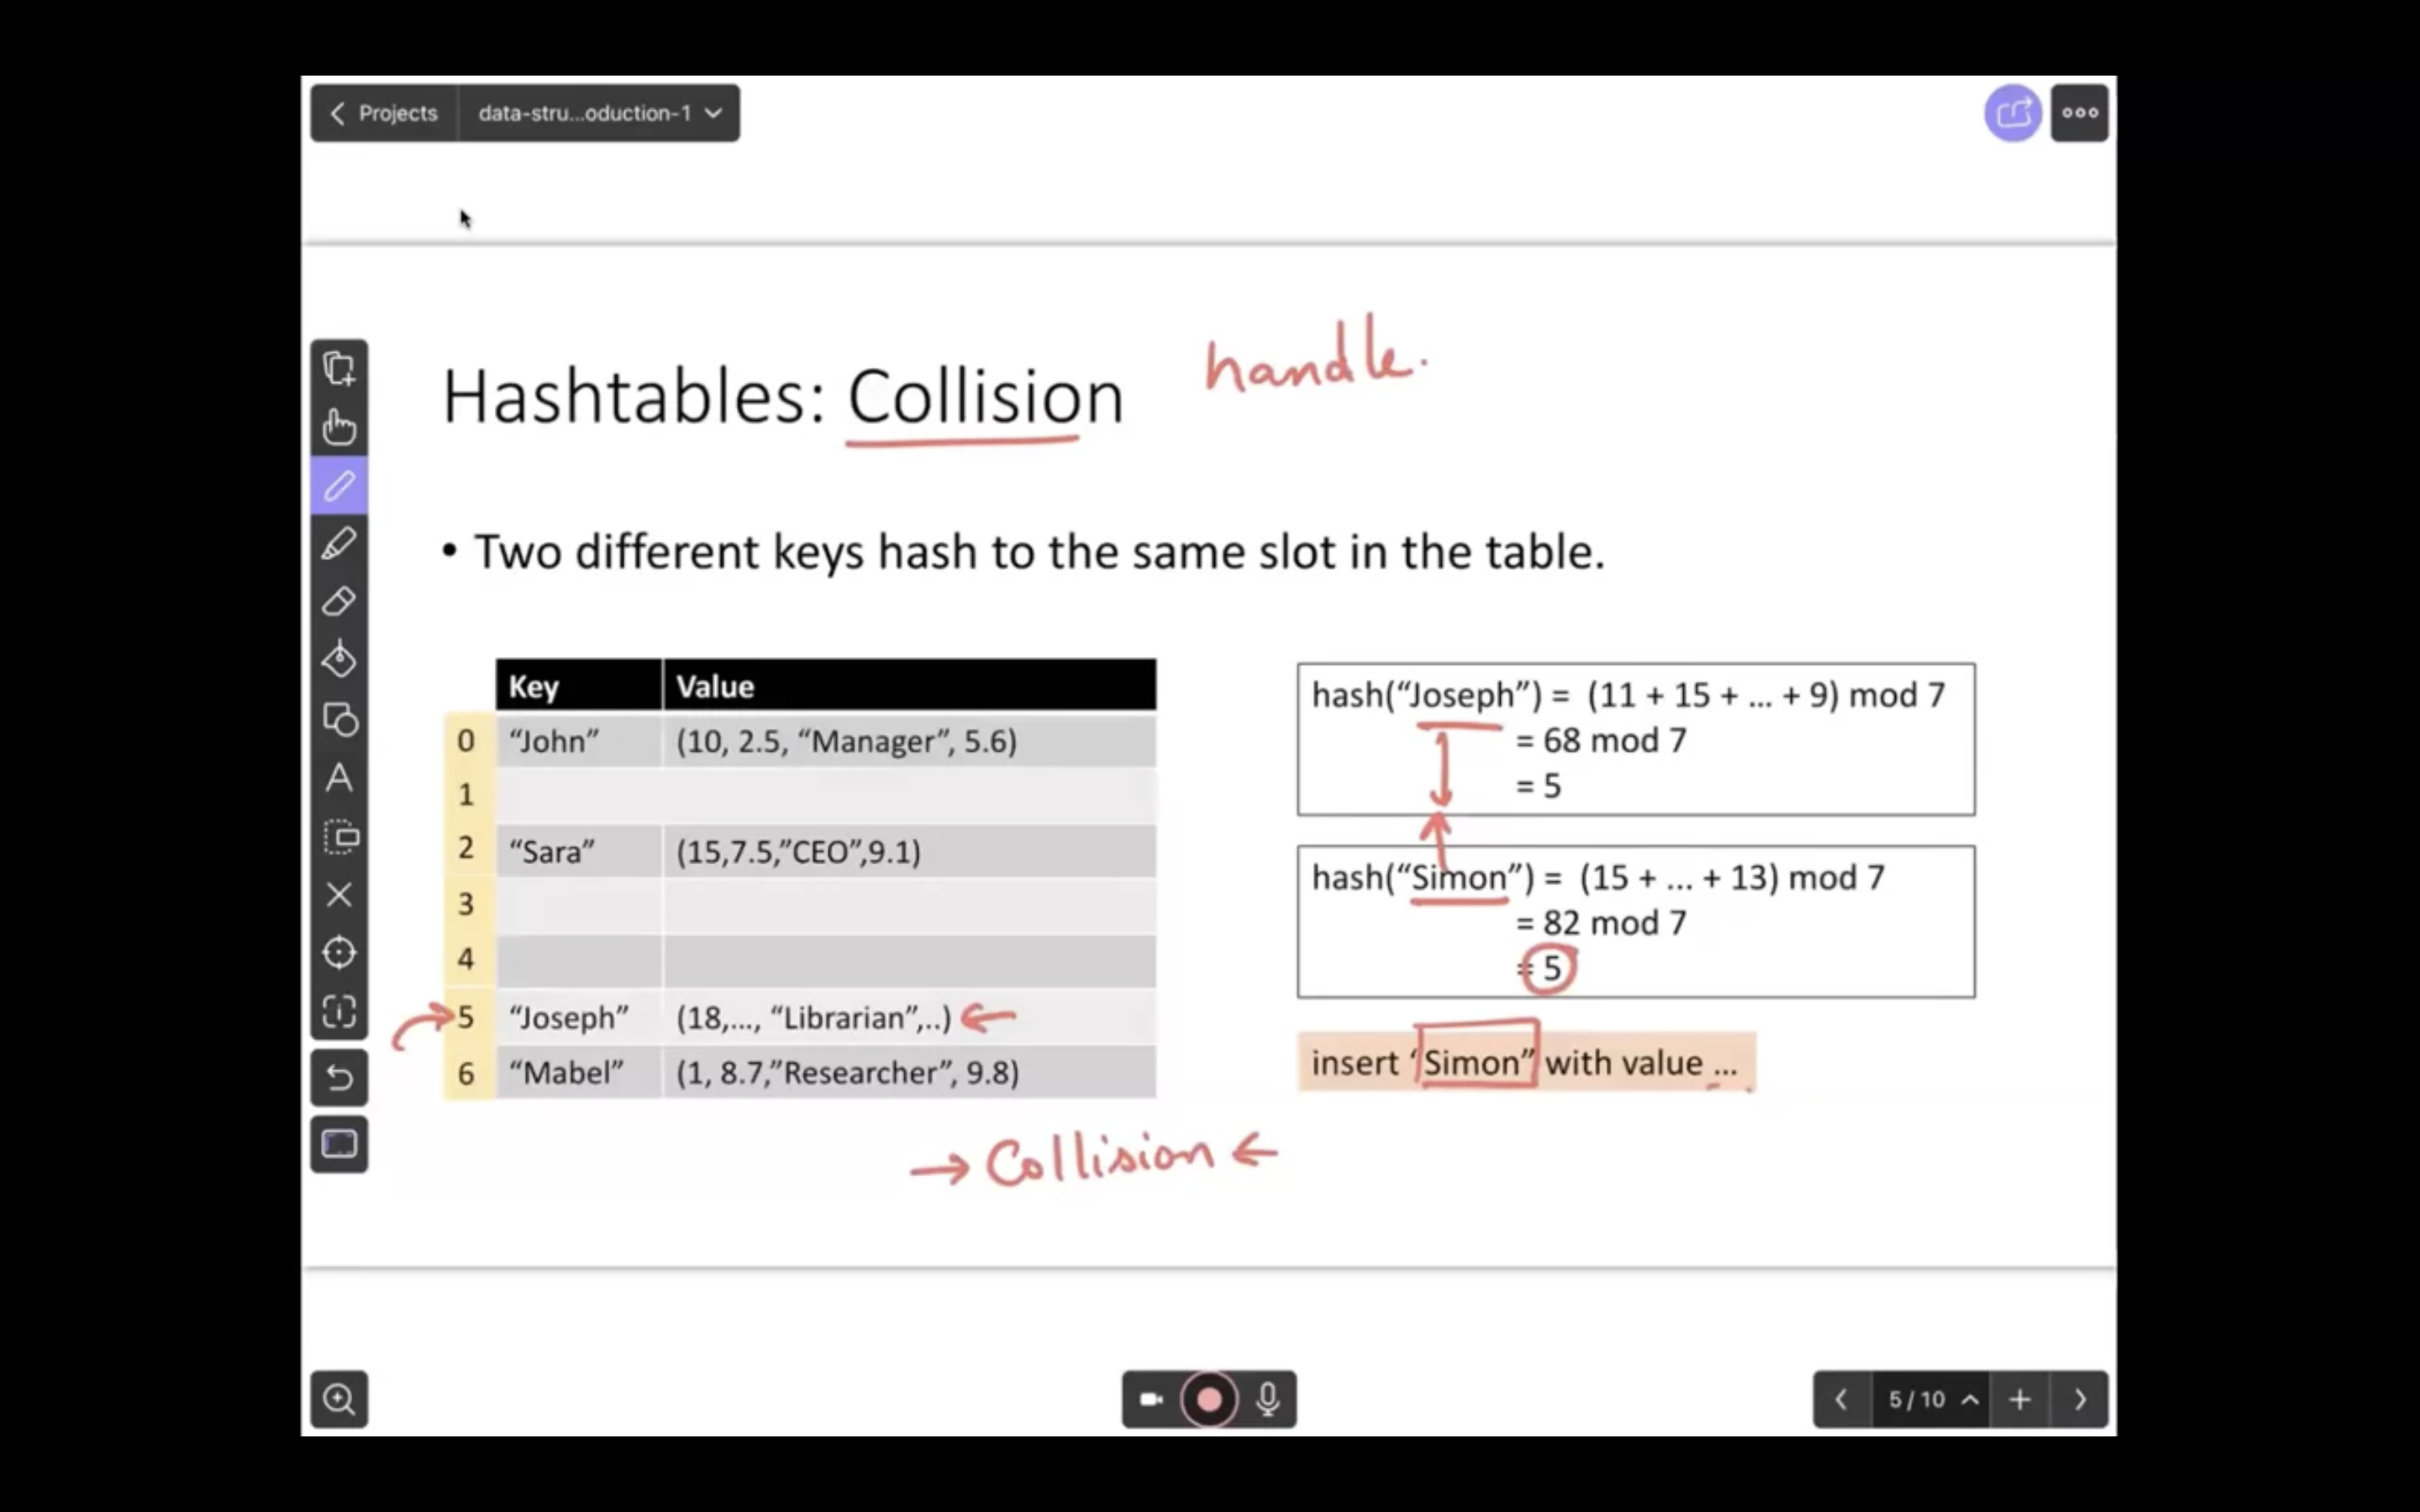 Projects data-stru...oduction-1
handle.
Hashtables: Collision
• Two different keys hash to the same slot in the table.
Key Value
0 “John” (10, 2.5, “Manager”, 5.6)
1
2 “Sara” (15,7.5,”CEO”,9.1)
3
4
5 “Joseph” (18,..., “Librarian”,..)
6 “Mabel” (1, 8.7,”Researcher”, 9.8)
hash(“Joseph”) = (11 + 15 + ... + 9) mod 7
= 68 mod 7
= 5
hash(“Simon”) = (15 + ... + 13) mod 7
= 82 mod 7
= 5
insert “Simon” with value ...
→ Collision ←
A
5 / 10